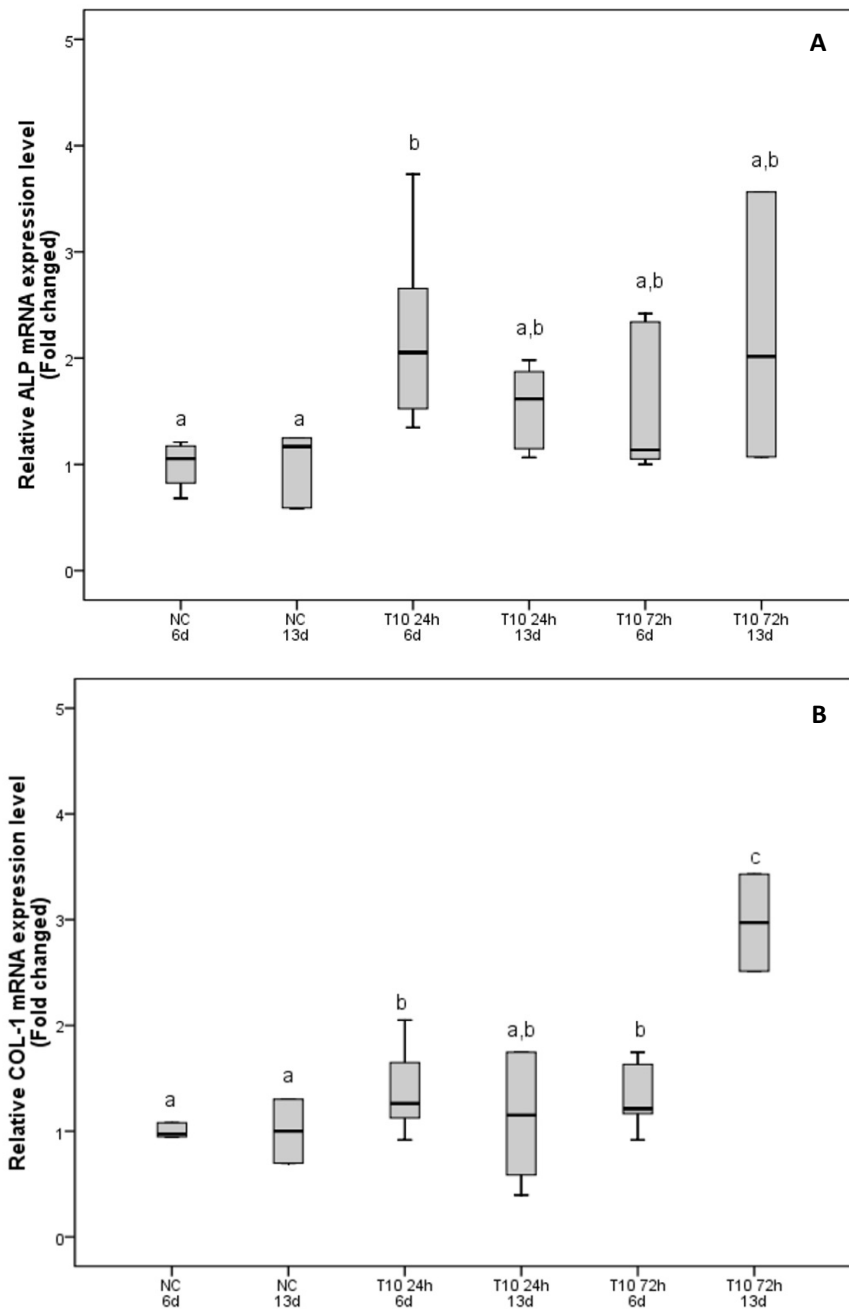 A
Relative ALP mRNA expression level
(Fold changed)
5
4
3
2
1
0
a
a
b
a,b
a,b
a,b
NC
6d
NC
13d
T10 24h
6d
T10 24h
13d
T10 72h
6d
T10 72h
13d
B
Relative COL-1 mRNA expression level
(Fold changed)
5
4
3
2
1
0
a
a
b
a,b
b
c
NC
6d
NC
13d
T10 24h
6d
T10 24h
13d
T10 72h
6d
T10 72h
13d